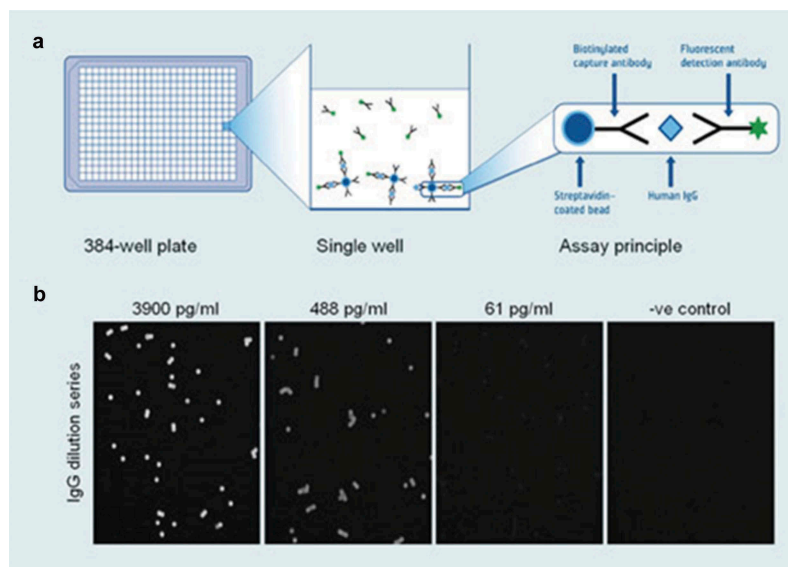 a
Biotinylated
capture antibody
Fluorescent
detection antibody
Streptavidin-
coated bead
Human IgG
384-well plate
Single well
Assay principle
b
3900 pg/ml
488 pg/ml
61 pg/ml
-ve control
IgG dilution series